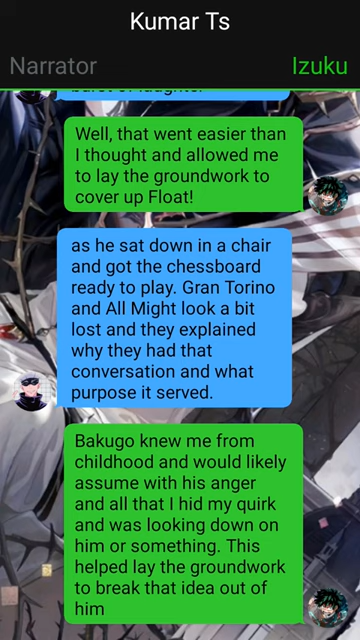 Kumar Ts
Narrator
Izuku
burst of laughter
Well, that went easier than
I thought and allowed me
to lay the groundwork to
cover up Float!
as he sat down in a chair
and got the chessboard
ready to play. Gran Torino
and All Might look a bit
lost and they explained
why they had that
conversation and what
purpose it served.
Bakugo knew me from
childhood and would likely
assume with his anger
and all that I hid my quirk
and was looking down on
him or something. This
helped lay the groundwork
to break that idea out of
him